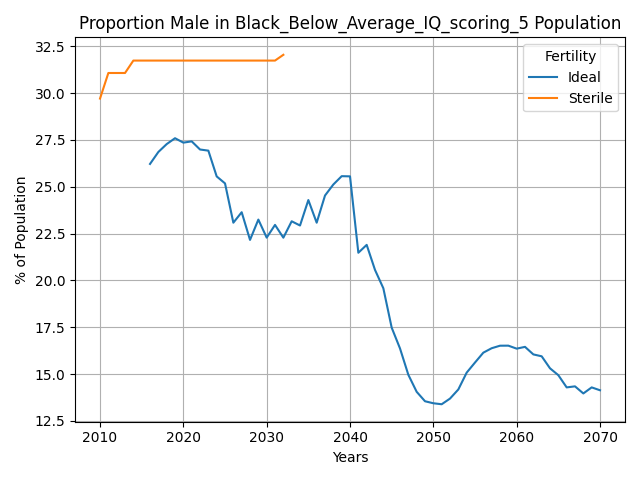 Proportion Male in Black_Below_Average_IQ_scoring_5 Population
32.5
30.0
27.5
25.0
22.5
20.0
17.5
15.0
12.5
% of Population
Fertility
Ideal
Sterile
2010 2020 2030 2040 2050 2060 2070
Years